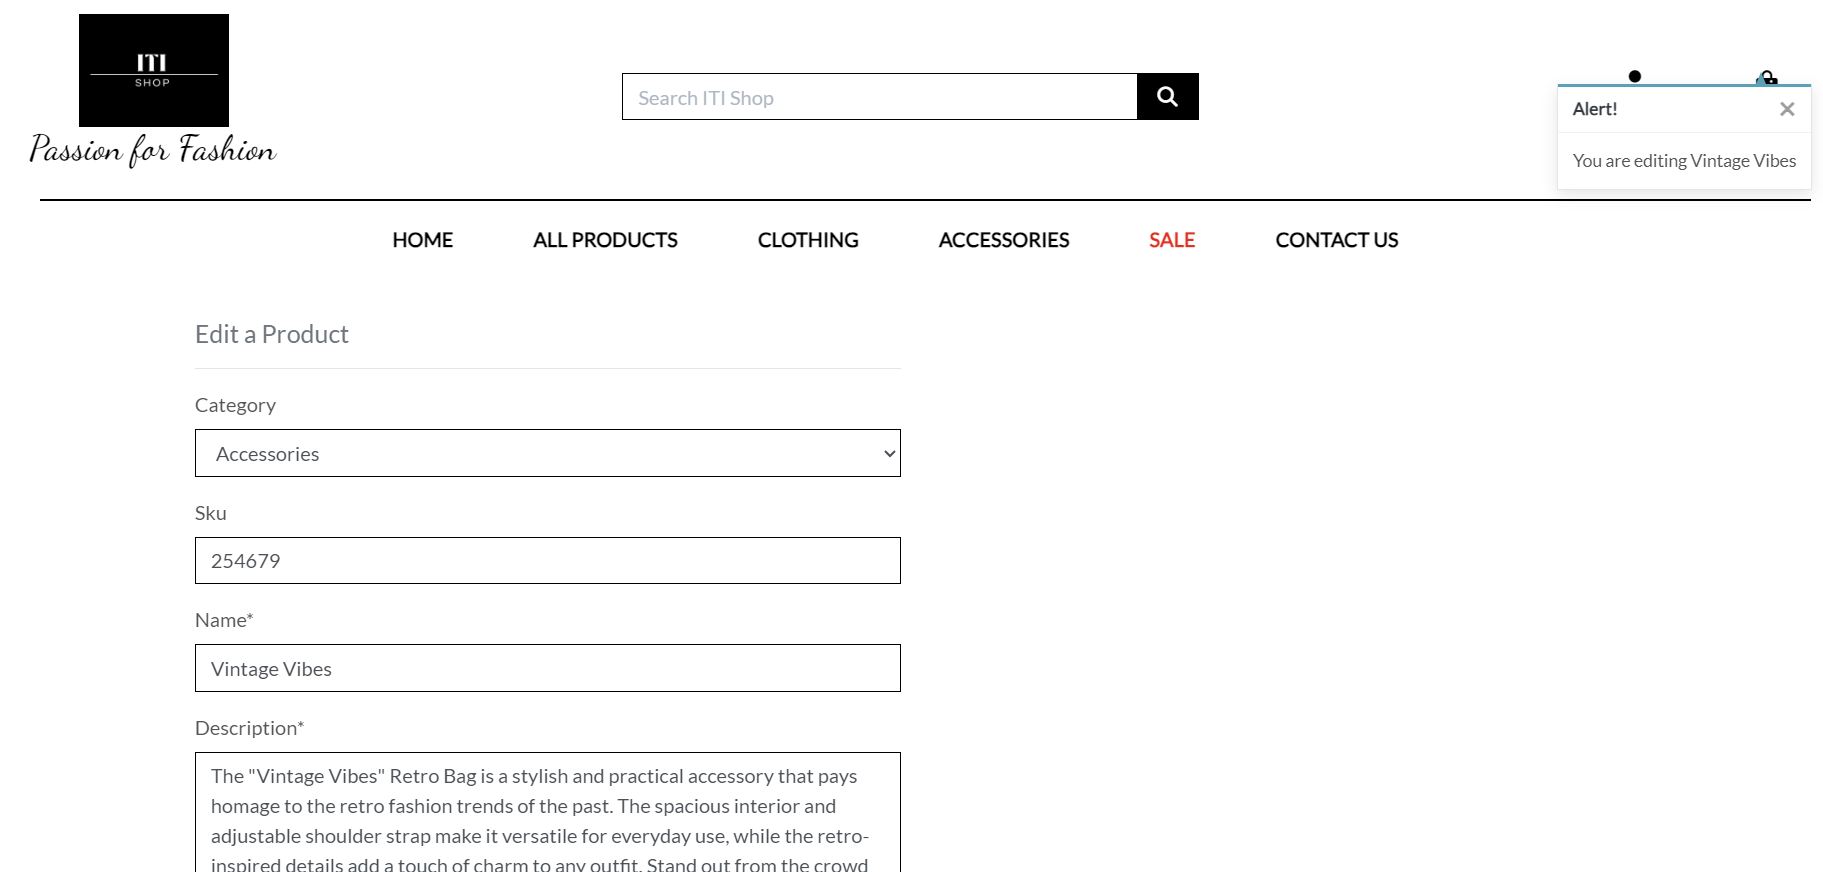 ITI
SHOP
Passion for Fashion
Search ITI Shop
Alert!
You are editing Vintage Vibes
HOME
ALL PRODUCTS
CLOTHING
ACCESSORIES
SALE
CONTACT US
Edit a Product
Category
Accessories
Sku
254679
Name*
Vintage Vibes
Description*
The "Vintage Vibes" Retro Bag is a stylish and practical accessory that pays
homage to the retro fashion trends of the past. The spacious interior and
adjustable shoulder strap make it versatile for everyday use, while the retro-
inspired details add a touch of charm to any outfit. Stand out from the crowd